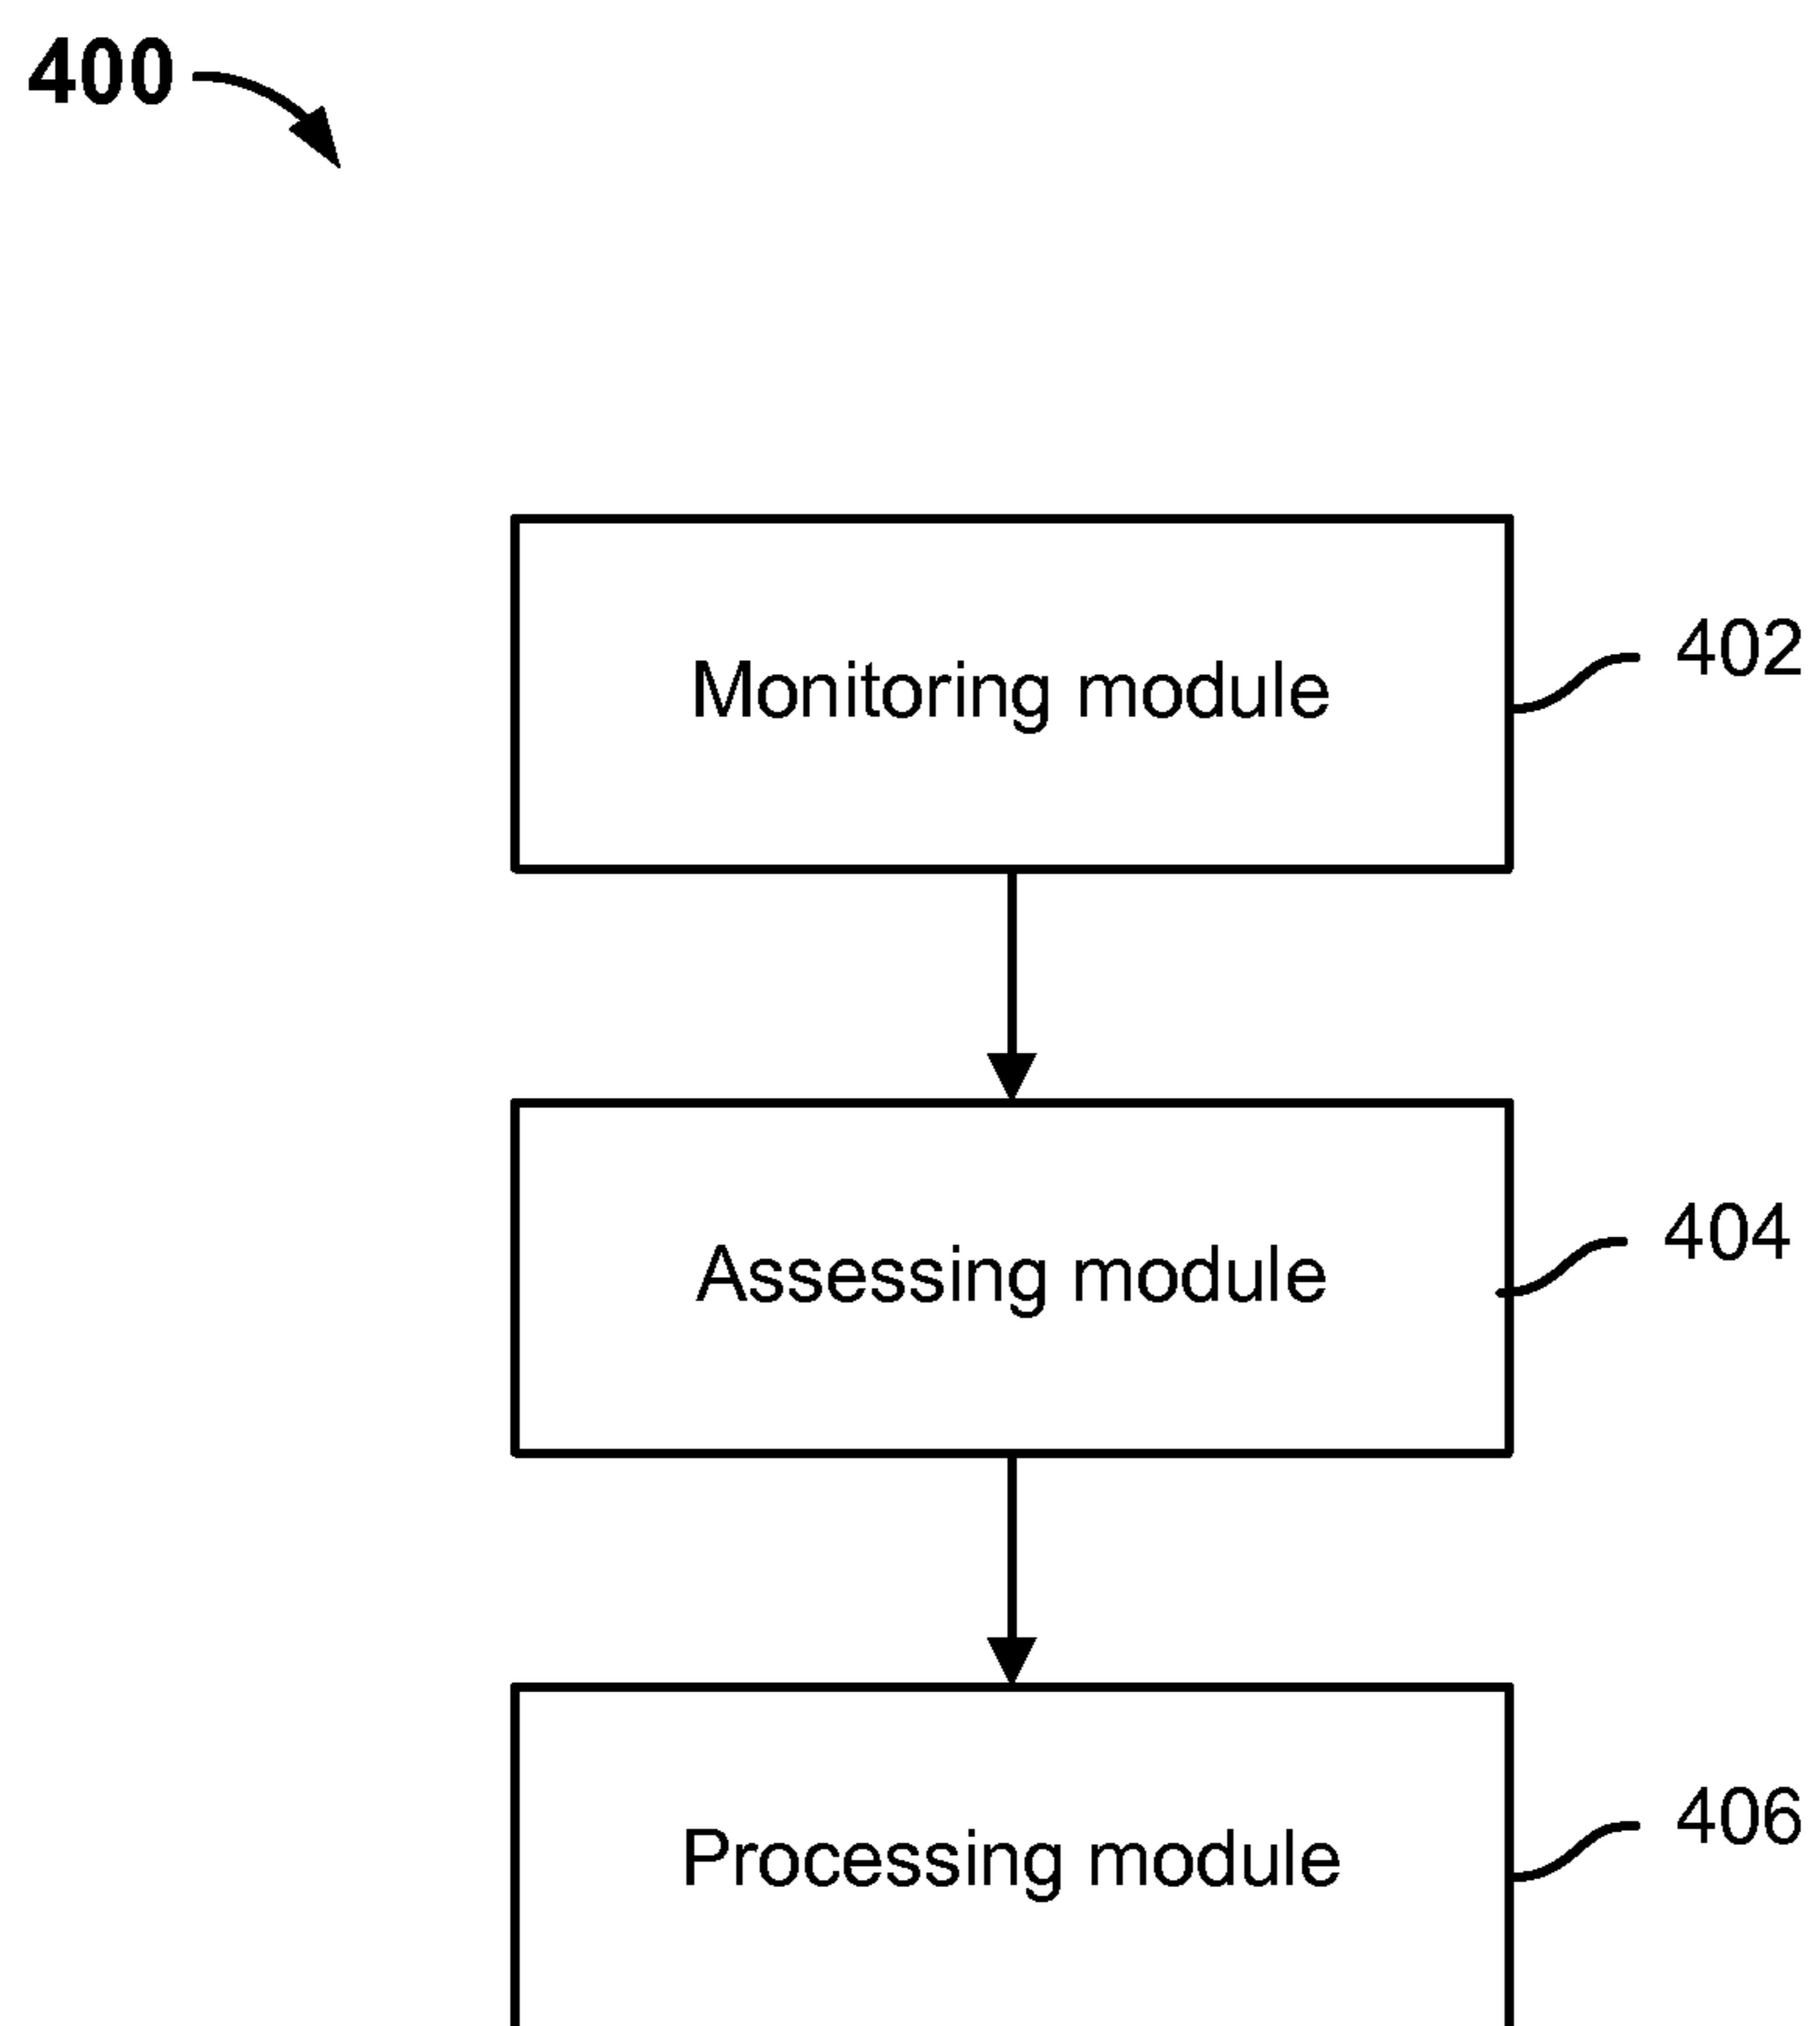 400
Monitoring module
402
Assessing module
404
Processing module
406